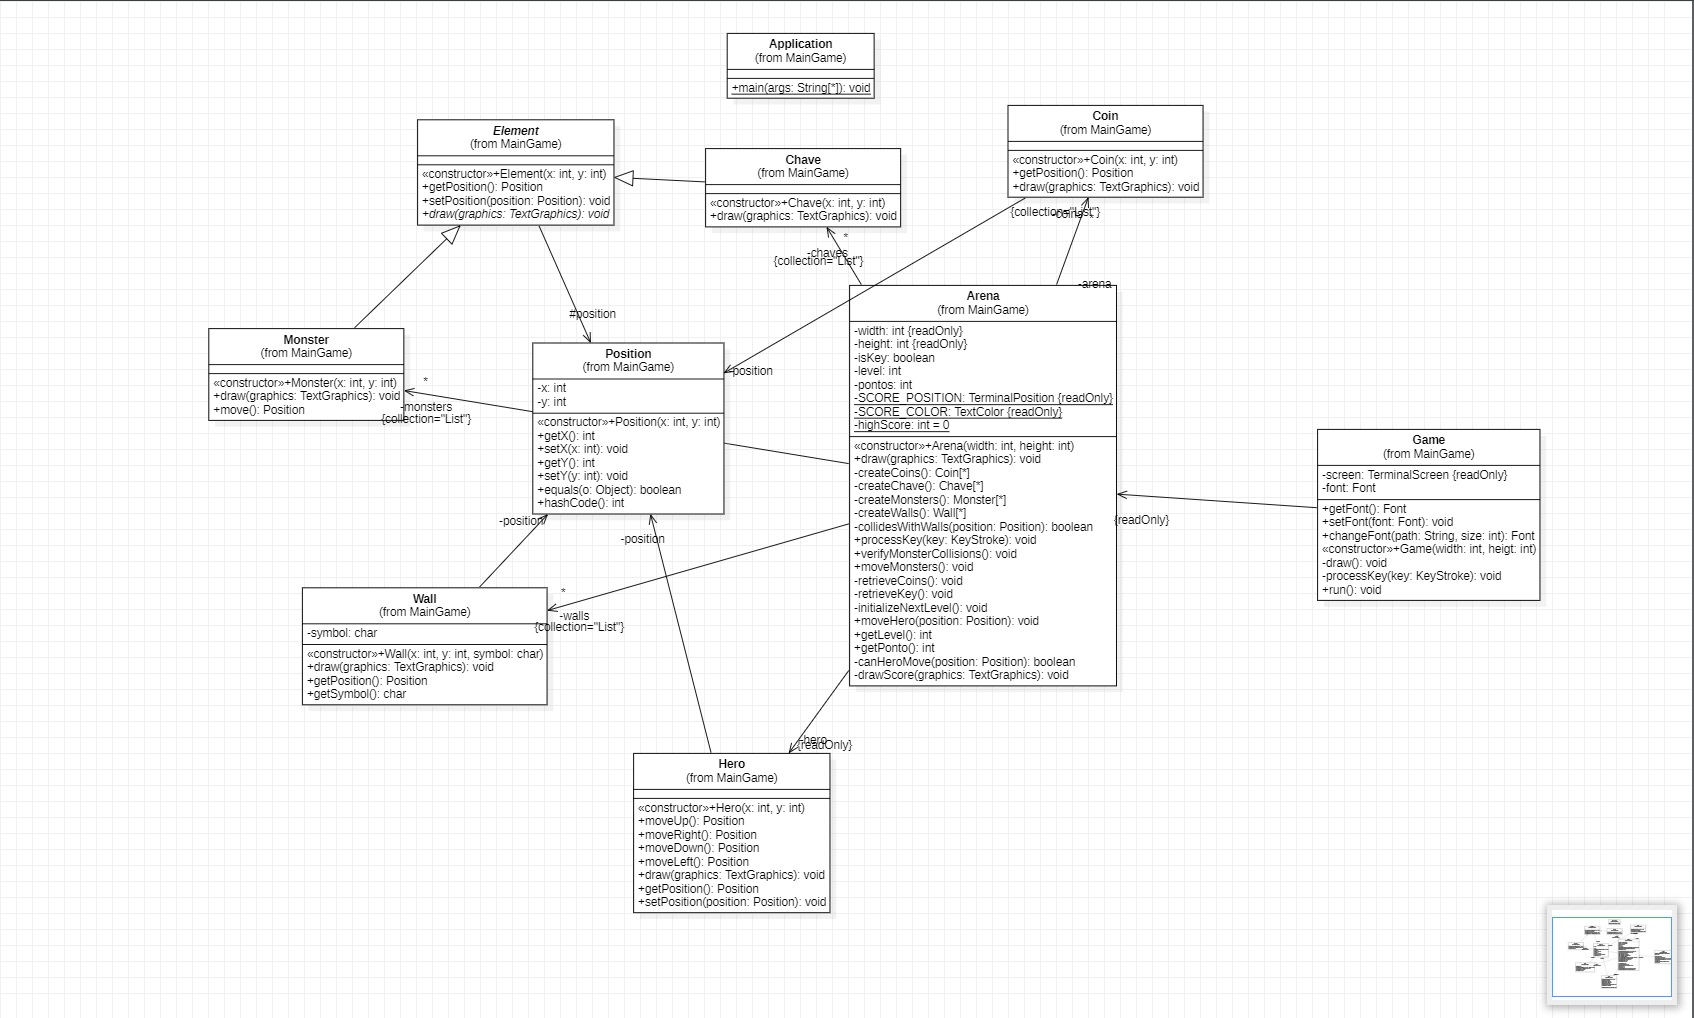 Application
(from MainGame)
+main(args: String[*]): void
Element
(from MainGame)
«constructor»+Element(x: int, y: int)
+getPosition(): Position
+setPosition(position: Position): void
+draw(graphics: TextGraphics): void
Chave
(from MainGame)
«constructor»+Chave(x: int, y: int)
+draw(graphics: TextGraphics): void
Coin
(from MainGame)
«constructor»+Coin(x: int, y: int)
+getPosition(): Position
+draw(graphics: TextGraphics): void
{collection="List"}
-coins
*
-chaves
{collection="List"}
-arena
#position
Monster
(from MainGame)
«constructor»+Monster(x: int, y: int)
+draw(graphics: TextGraphics): void
+move(): Position
*
-monsters
{collection="List"}
Position
(from MainGame)
-x: int
-y: int
«constructor»+Position(x: int, y: int)
+getX(): int
+setX(x: int): void
+getY(): int
+setY(y: int): void
+equals(o: Object): boolean
+hashCode(): int
-position
Arena
(from MainGame)
-width: int {readOnly}
-height: int {readOnly}
-isKey: boolean
-level: int
-pontos: int
-SCORE_POSITION: TerminalPosition {readOnly}
-SCORE_COLOR: TextColor {readOnly}
-highScore: int = 0
«constructor»+Arena(width: int, height: int)
+draw(graphics: TextGraphics): void
-createCoins(): Coin[*]
-createChave(): Chave[*]
-createMonsters(): Monster[*]
-createWalls(): Wall[*]
-collidesWithWalls(position: Position): boolean
+processKey(key: KeyStroke): void
+verifyMonsterCollisions(): void
+moveMonsters(): void
-retrieveCoins(): void
-retrieveKey(): void
-initializeNextLevel(): void
+moveHero(position: Position): void
+getLevel(): int
+getPonto(): int
-canHeroMove(position: Position): boolean
-drawScore(graphics: TextGraphics): void
Game
(from MainGame)
-screen: TerminalScreen {readOnly}
-font: Font
+getFont(): Font
+setFont(font: Font): void
+changeFont(path: String, size: int): Font
«constructor»+Game(width: int, heigt: int)
-draw(): void
-processKey(key: KeyStroke): void
+run(): void
{readOnly}
-position
-position
Wall
(from MainGame)
-symbol: char
«constructor»+Wall(x: int, y: int, symbol: char)
+draw(graphics: TextGraphics): void
+getPosition(): Position
+getSymbol(): char
*
-walls
{collection="List"}
-hero
{readOnly}
Hero
(from MainGame)
«constructor»+Hero(x: int, y: int)
+moveUp(): Position
+moveRight(): Position
+moveDown(): Position
+moveLeft(): Position
+draw(graphics: TextGraphics): void
+getPosition(): Position
+setPosition(position: Position): void